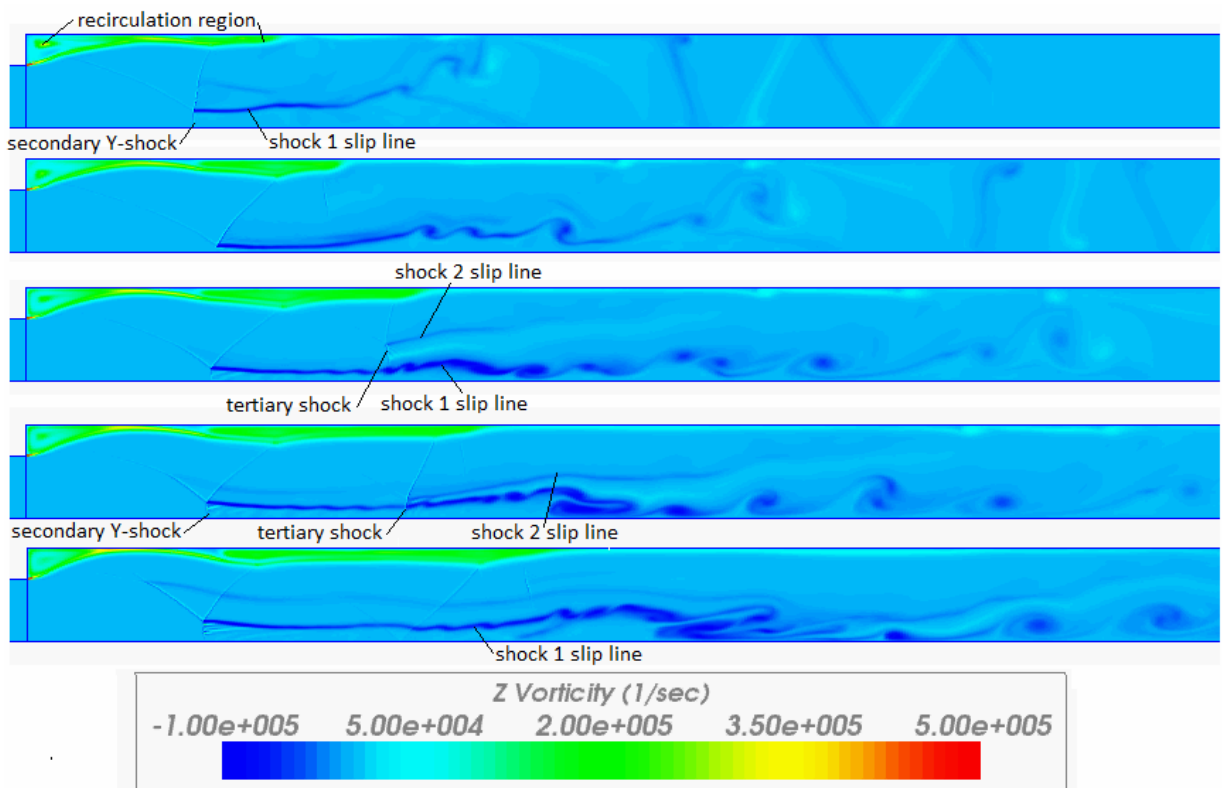 recirculation region
secondary Y-shock
shock 1 slip line
shock 2 slip line
tertiary shock
shock 1 slip line
secondary Y-shock
tertiary shock
shock 2 slip line
shock 1 slip line
Z Vorticity (1/sec)
-1.00e+005 5.00e+004 2.00e+005 3.50e+005 5.00e+005